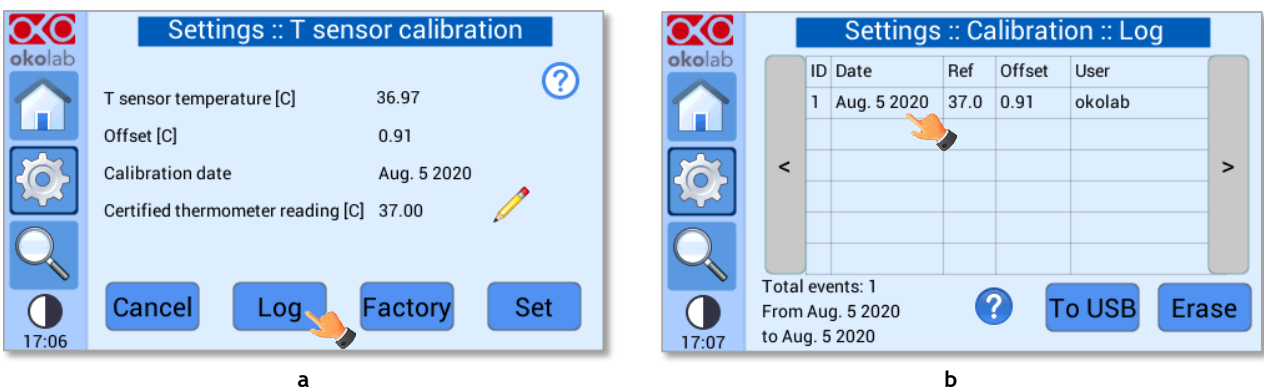 Settings :: T sensor calibration
okolab
T sensor temperature [C] 36.97
Offset [C] 0.91
Calibration date Aug. 5 2020
Certified thermometer reading [C] 37.00
?
Cancel Log Factory Set
17:06
a
Settings :: Calibration :: Log
okolab
ID Date Ref Offset User
1 Aug. 5 2020 37.0 0.91 okolab
< >
Total events: 1
From Aug. 5 2020
to Aug. 5 2020
? To USB Erase
17:07
b